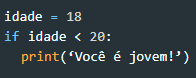 idade = 18
if idade < 20:
  print(‘Você é jovem!’)